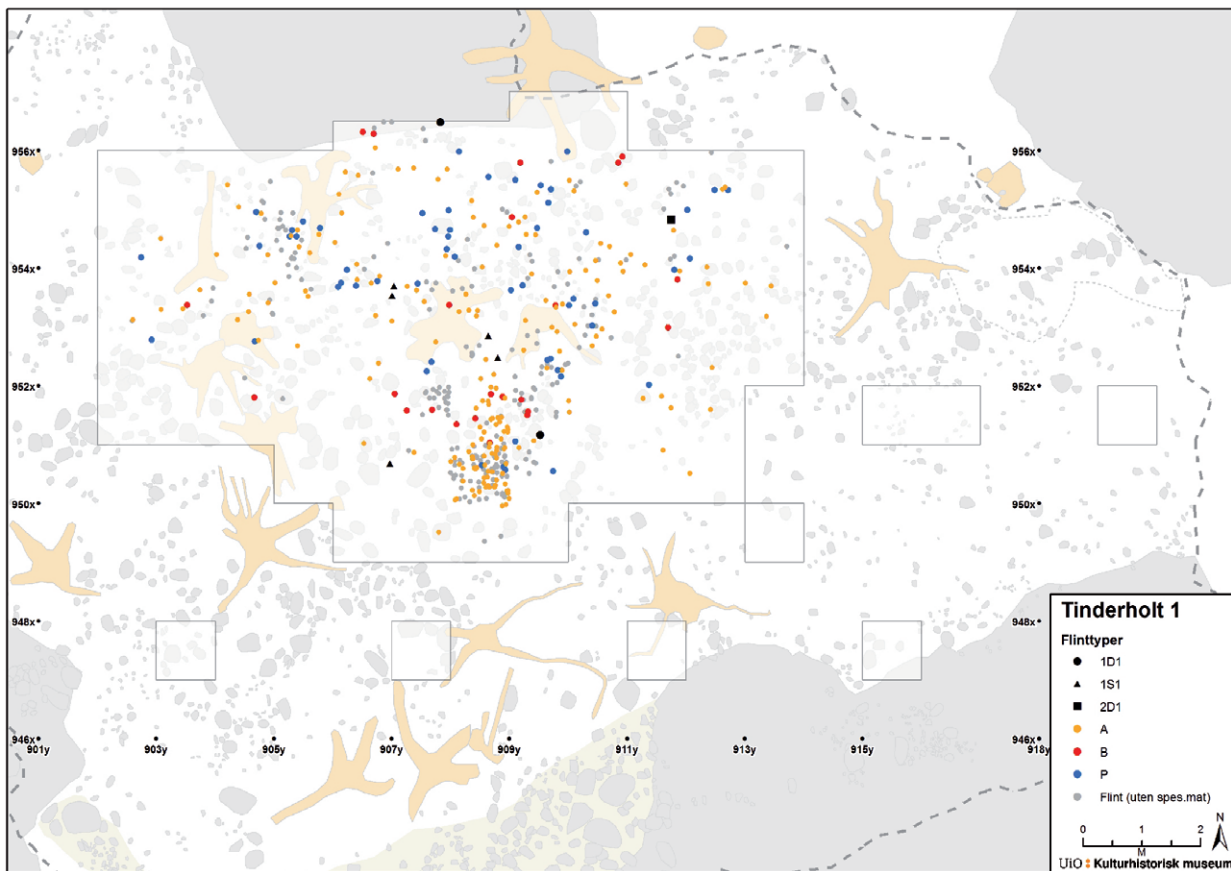 956x
956x
954x
954x
952x
952x
950x
950x
948x
948x
946x
946x
901y
903y
905y
907y
909y
911y
913y
915y
918y
Tinderholt 1
Flinttyper
1D1
1S1
2D1
A
B
P
Flint (uten spes.mat)
N
0 1 2
M
UiO Kulturhistorisk museum